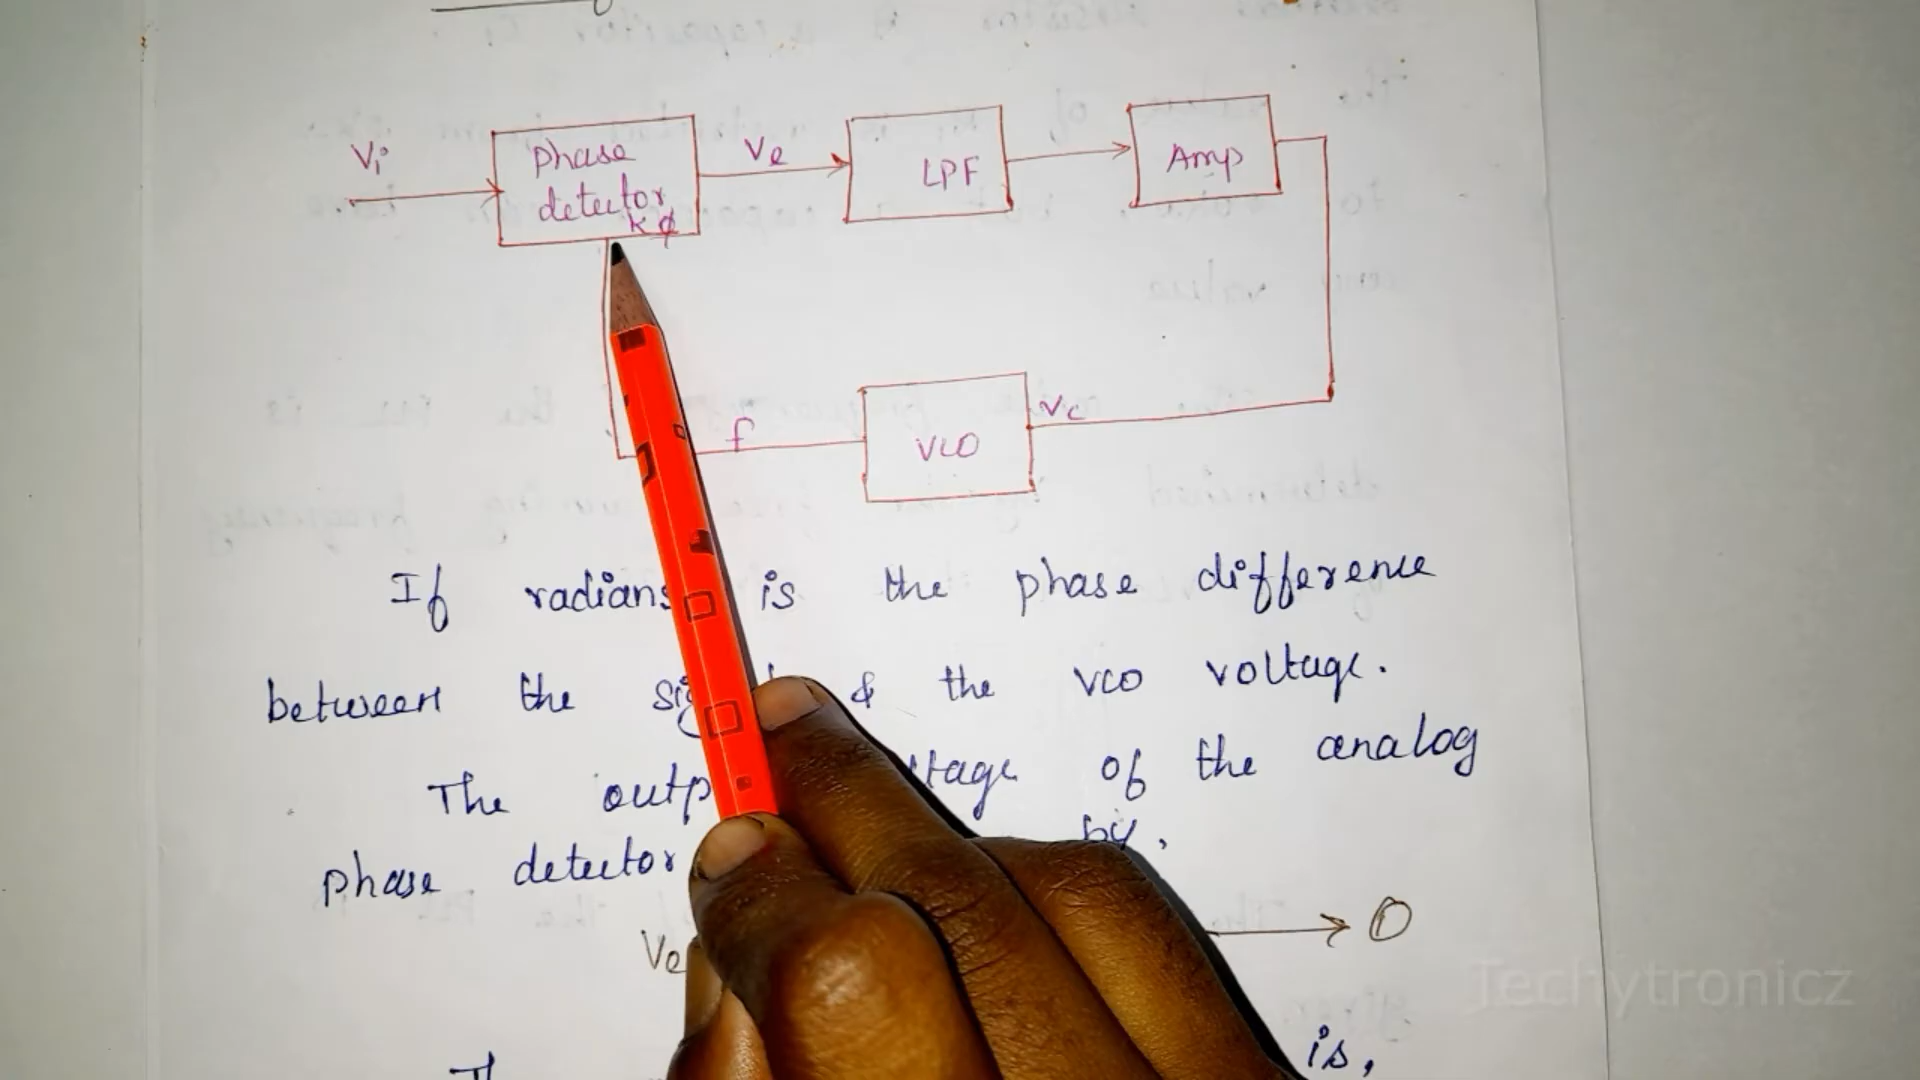 Vi
phase
detector
Kφ
Ve
LPF
Amp
f
VCO
Vc
If radians is the phase difference
between the & the VCO voltage.
The of the analog
phase detector by,
Ve → ①
is,
Techytronicz